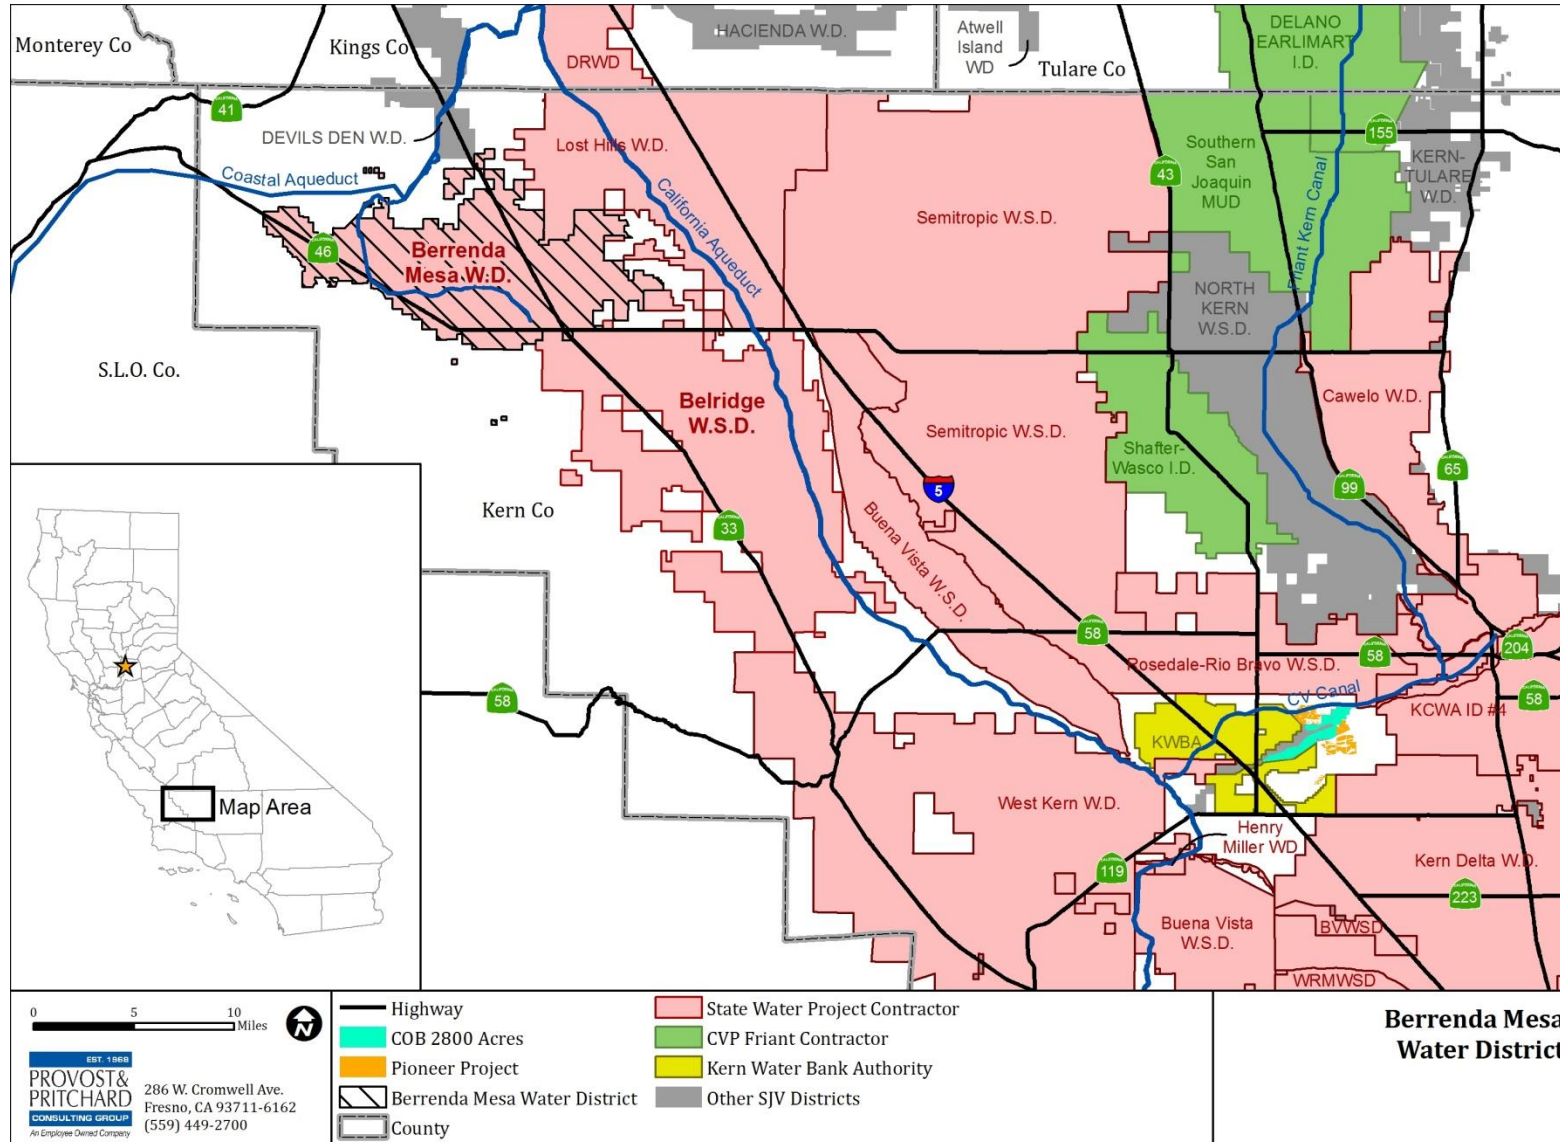 Monterey Co
Kings Co
HACIENDA W.D.
Atwell
Island
WD
Tulare Co
DELANO
EARLIMART
I.D.
DRWD
41
DEVILS DEN W.D.
Lost Hills W.D.
155
Southern
San
Joaquin
MUD
KERN-
TULARE
W.D.
43
Coastal Aqueduct
California Aqueduct
Semitropic W.S.D.
Friant Kern Canal
46
Berrenda
Mesa W.D.
NORTH
KERN
W.S.D.
S.L.O. Co.
Belridge
W.S.D.
Semitropic W.S.D.
Cawelo W.D.
Shafter-
Wasco I.D.
65
99
5
Kern Co
33
Buena Vista W.S.D.
58
58
204
Rosedale-Rio Bravo W.S.D.
58
CV Canal
58
KCWA ID #4
KWBA
West Kern W.D.
Map Area
Henry
Miller WD
Kern Delta W.D.
119
223
Buena Vista
W.S.D.
BVWSD
WRMWSD
0 5 10
Miles
N
EST. 1968
PROVOST&
PRITCHARD
CONSULTING GROUP
An Employee Owned Company
286 W. Cromwell Ave.
Fresno, CA 93711-6162
(559) 449-2700
Highway
COB 2800 Acres
Pioneer Project
Berrenda Mesa Water District
County
State Water Project Contractor
CVP Friant Contractor
Kern Water Bank Authority
Other SJV Districts
Berrenda Mesa
Water District